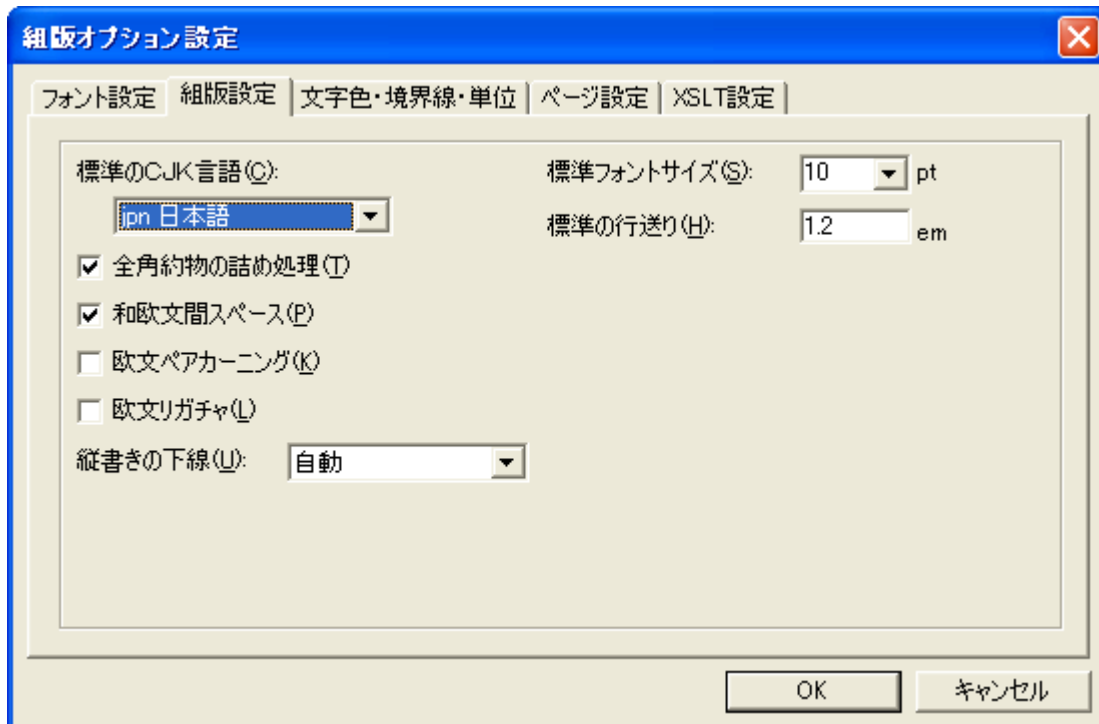 組版オプション設定
フォント設定 組版設定 文字色・境界線・単位 ページ設定 XSLT設定
標準のCJK言語(C):
jpn 日本語
全角約物の詰め処理(T)
和欧文間スペース(P)
欧文ペアカーニング(K)
欧文リガチャ(L)
縦書きの下線(U): 自動
標準フォントサイズ(S): 10 pt
標準の行送り(H): 1.2 em
OK キャンセル